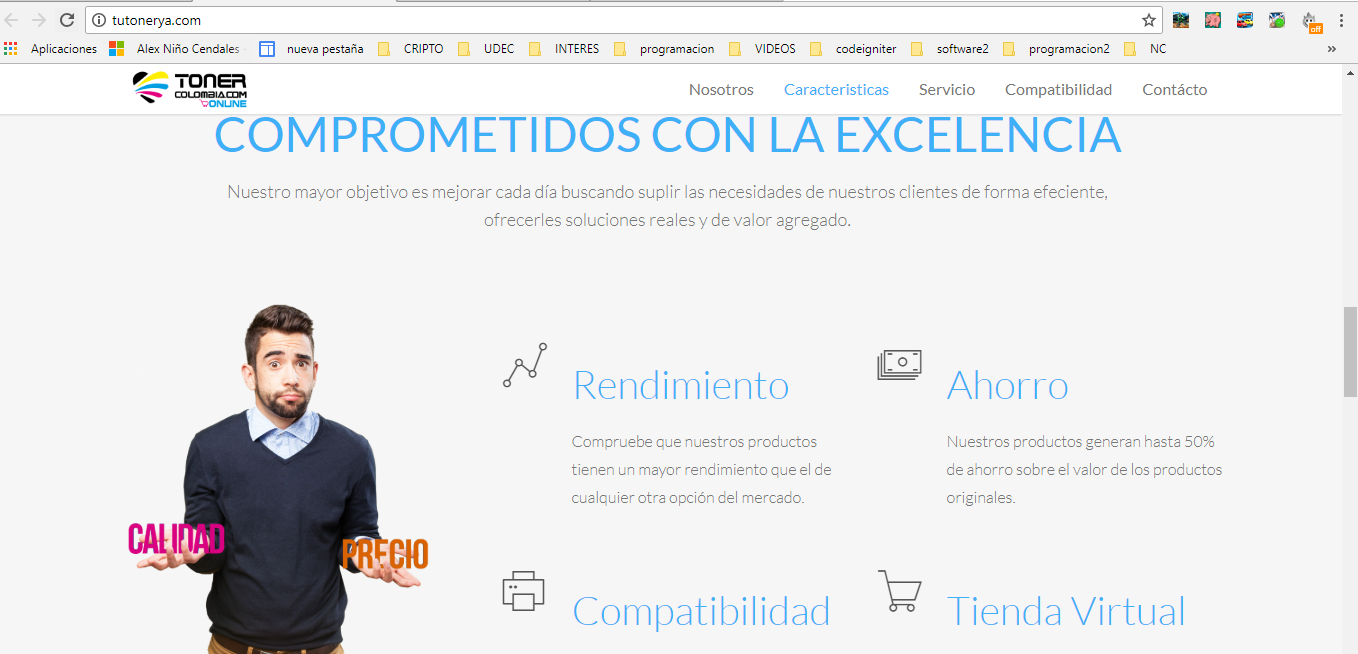 tutonerya.com
Aplicaciones Alex Niño Cendales nueva pestaña CRIPTO UDEC INTERES programacion VIDEOS codeigniter software2 programacion2 NC »
off
TONER
COLOMBIA.COM
ONLINE
Nosotros Caracteristicas Servicio Compatibilidad Contácto
COMPROMETIDOS CON LA EXCELENCIA
Nuestro mayor objetivo es mejorar cada día buscando suplir las necesidades de nuestros clientes de forma efeciente,
ofrecerles soluciones reales y de valor agregado.
CALIDAD
PRECIO
Rendimiento
Compruebe que nuestros productos
tienen un mayor rendimiento que el de
cualquier otra opción del mercado.
Ahorro
Nuestros productos generan hasta 50%
de ahorro sobre el valor de los productos
originales.
Compatibilidad
Tienda Virtual